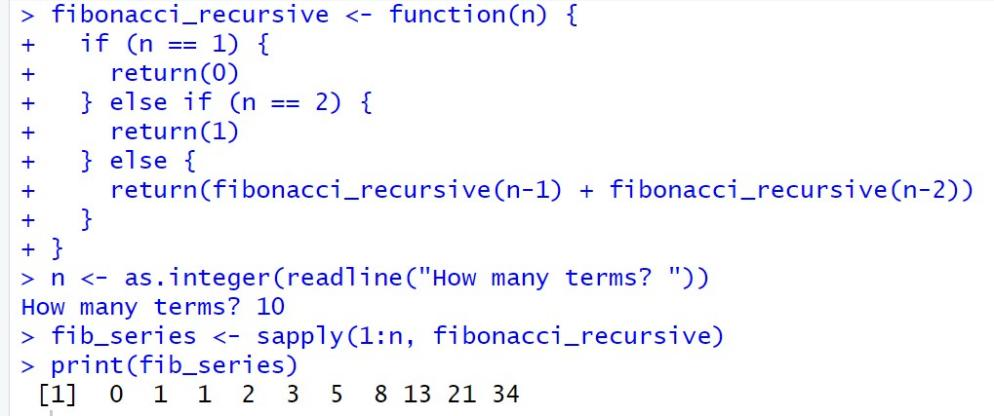 > fibonacci_recursive <- function(n) {
+   if (n == 1) {
+     return(0)
+   } else if (n == 2) {
+     return(1)
+   } else {
+     return(fibonacci_recursive(n-1) + fibonacci_recursive(n-2))
+   }
+ }
> n <- as.integer(readline("How many terms? "))
How many terms? 10
> fib_series <- sapply(1:n, fibonacci_recursive)
> print(fib_series)
 [1]  0  1  1  2  3  5  8 13 21 34